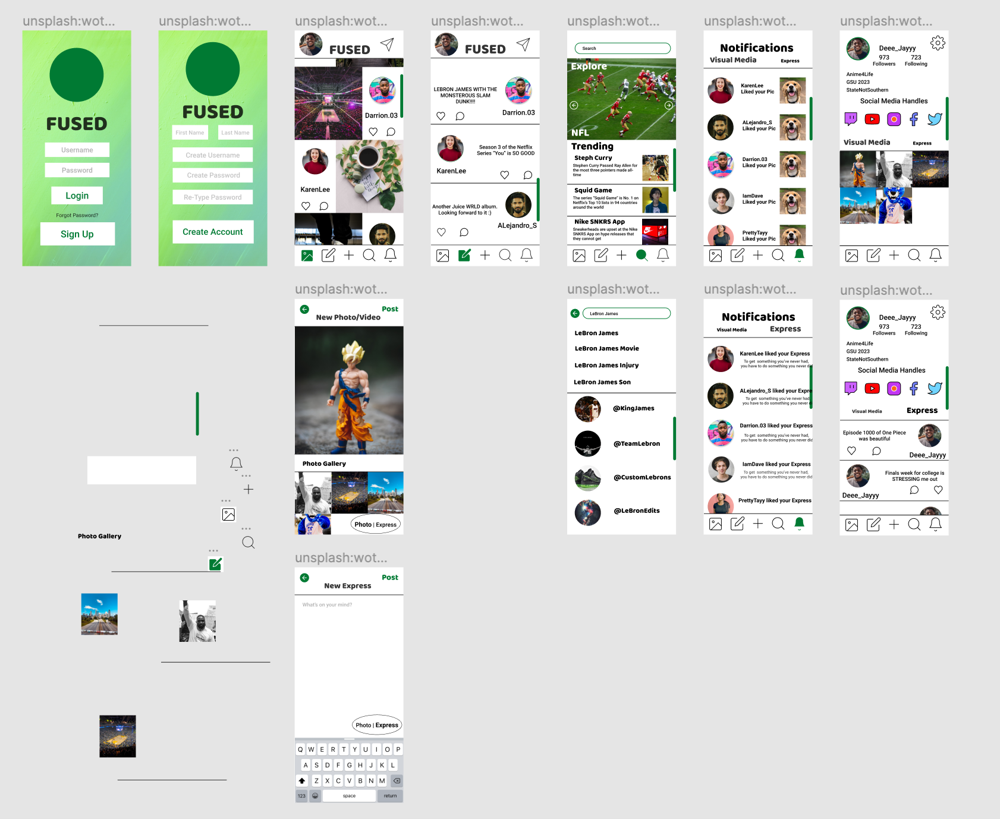 unsplash:wot...
FUSED
Username
Password
Login
Forgot Password?
Sign Up
unsplash:wot...
FUSED
First Name
Last Name
Create Username
Create Password
Re-Type Password
Create Account
unsplash:wot...
FUSED
Darrion.03
KarenLee
unsplash:wot...
FUSED
LEBRON JAMES WITH THE
MONSTEROUS SLAM
DUNK!!!!
Darrion.03
Season 3 of the Netflix
Series "You" is SO GOOD
KarenLee
Another Juice WRLD album.
Looking forward to it :)
ALejandro_S
unsplash:wot...
Search
Explore
NFL
Trending
Steph Curry
Stephen Curry Passed Ray Allen for
the most three pointers made all-
time
Squid Game
The series "Squid Game" is No. 1 on
Netflix's Top 10 lists in 94 countries
around the world
Nike SNKRS App
Sneakerheads are upset at the Nike
SNKRS App on hype releases that
they cannot get
unsplash:wot...
Notifications
Visual Media
Express
KarenLee
Liked your Pic
ALejandro_S
Liked your Pic
Darrion.03
Liked your Pic
IamDave
Liked your Pic
PrettyTayy
Liked your Pic
unsplash:wot...
Deee_Jayyy
973
723
Followers
Following
Anime4Life
GSU 2023
StateNotSouthern
Social Media Handles
Visual Media
Express
unsplash:wot...
Post
New Photo/Video
Photo Gallery
Photo | Express
unsplash:wot...
LeBron James
LeBron James
LeBron James Movie
LeBron James Injury
LeBron James Son
@KingJames
@TeamLebron
@CustomLebrons
@LeBronEdits
unsplash:wot...
Notifications
Visual Media
Express
KarenLee liked your Express
To get something you've never had,
you have to do something you never did
ALejandro_S liked your Expre
To get something you've never had,
you have to do something you never di
Darrion.03 liked your Express
To get something you've never had,
you have to do something you never did
IamDave liked your Express
To get something you've never had,
you have to do something you never did
PrettyTayy liked your Express
unsplash:wot...
Deee_Jayyy
973
723
Followers
Following
Anime4Life
GSU 2023
StateNotSouthern
Social Media Handles
Visual Media
Express
Episode 1000 of One Piece
was beautiful
Deee_Jayyy
Finals week for college is
STRESSING me out
Deee_Jayyy
Photo Gallery
unsplash:wot...
Post
New Express
What's on your mind?
Photo | Express
Q W E R T Y U I O P
A S D F G H J K L
Z X C V B N M
123
space
return